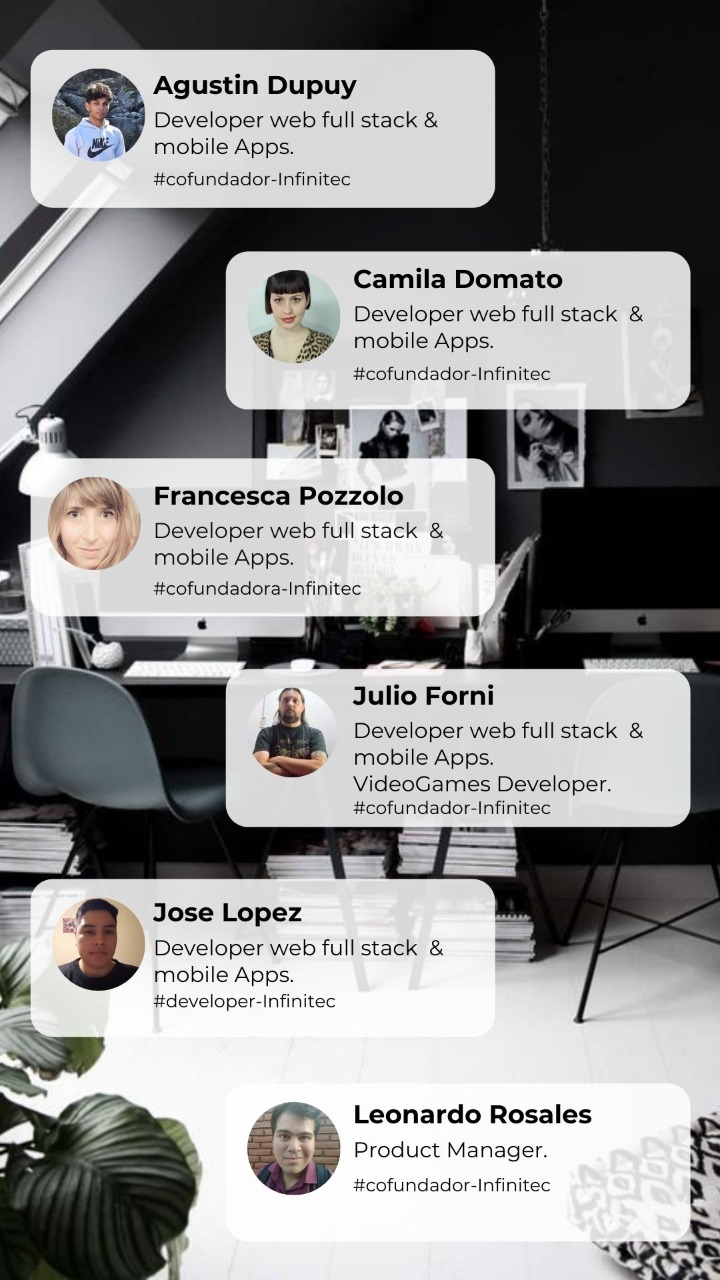 Agustin Dupuy
Developer web full stack &
mobile Apps.
#cofundador-Infinitec
Camila Domato
Developer web full stack &
mobile Apps.
#cofundador-Infinitec
Francesca Pozzolo
Developer web full stack &
mobile Apps.
#cofundadora-Infinitec
Julio Forni
Developer web full stack &
mobile Apps.
VideoGames Developer.
#cofundador-Infinitec
Jose Lopez
Developer web full stack &
mobile Apps.
#developer-Infinitec
Leonardo Rosales
Product Manager.
#cofundador-Infinitec